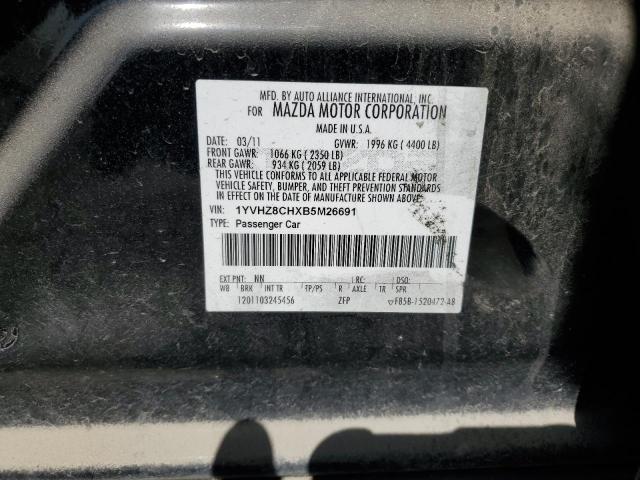 MFD. BY AUTO ALLIANCE INTERNATIONAL, INC.
FOR MAZDA MOTOR CORPORATION
MADE IN U.S.A.
DATE: 03/11 GVWR: 1996 KG ( 4400 LB)
FRONT GAWR: 1066 KG ( 2350 LB)
REAR GAWR: 934 KG ( 2059 LB)
THIS VEHICLE CONFORMS TO ALL APPLICABLE FEDERAL MOTOR
VEHICLE SAFETY, BUMPER, AND THEFT PREVENTION STANDARDS
IN EFFECT ON THE DATE OF MANUFACTURE SHOWN ABOVE.
VIN: 1YVHZ8CHXB5M26691
TYPE: Passenger Car
EXT PNT: NN RC: DSO:
WB BRK INT TR TP/PS R AXLE TR SPR
1201103245456 ZFP FB5B-1520472-AB